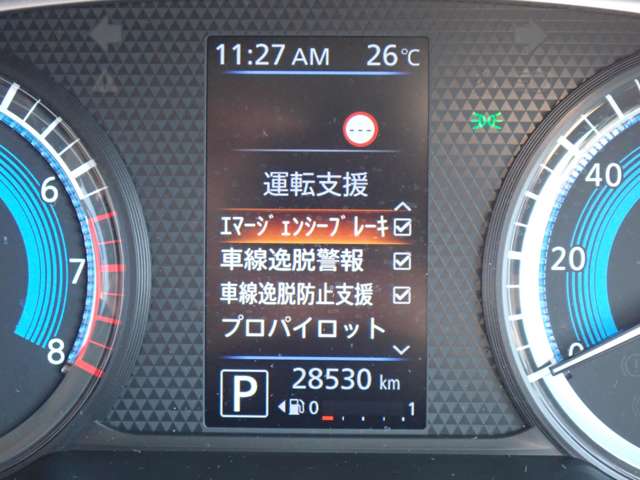 11:27 AM 26℃
---
運転支援
ｴﾏｰｼﾞｪﾝｼｰﾌﾞﾚｰｷ
車線逸脱警報
車線逸脱防止支援
プロパイロット
P 28530 km
0 1
6
7
8
40
20
0